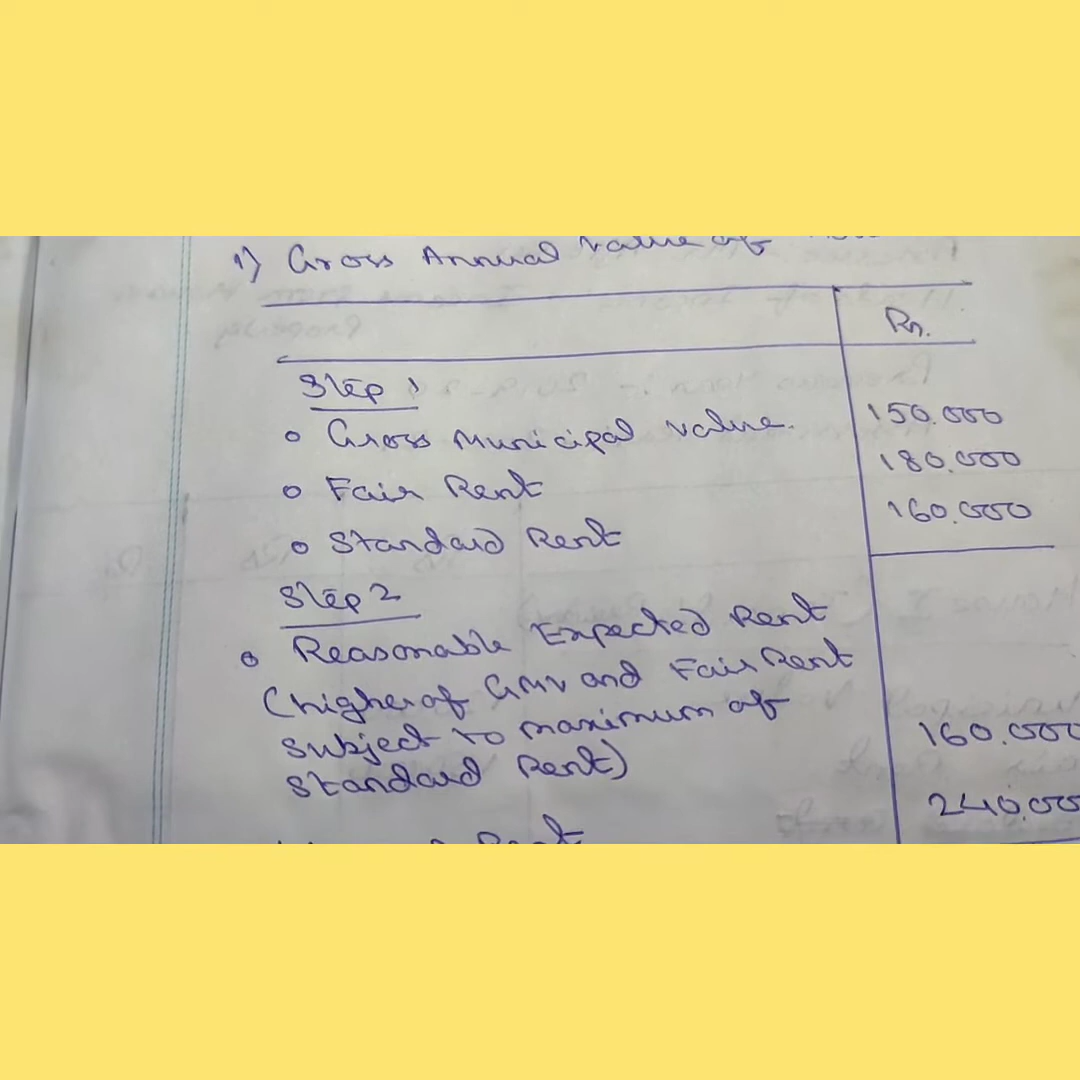 1) Gross Annual Value of
Rs.
Step 1
o Gross Municipal Value. 150.000
o Fair Rent 180.000
o Standard Rent 160.000
Step 2
o Reasonable Expected Rent
(higher of GMV and Fair Rent
subject to maximum of
Standard Rent) 160.000
Rent 240.00